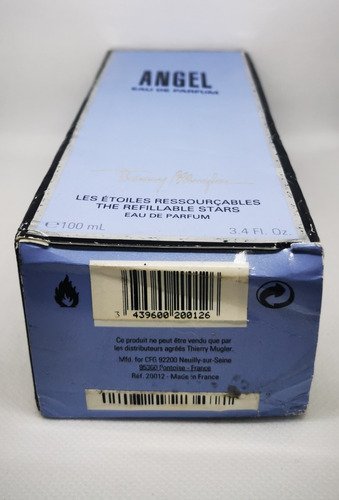 ANGEL
EAU DE PARFUM
Thierry Mugler
LES ÉTOILES RESSOURÇABLES
THE REFILLABLE STARS
EAU DE PARFUM
℮100 mL 3.4 Fl. Oz.
3 439600 200126
Ce produit ne peut être vendu que par
les distributeurs agréés Thierry Mugler.
Mfd. for CFG 92200 Neuilly-sur-Seine
95300 Pontoise - France
Réf. 20012 - Made in France